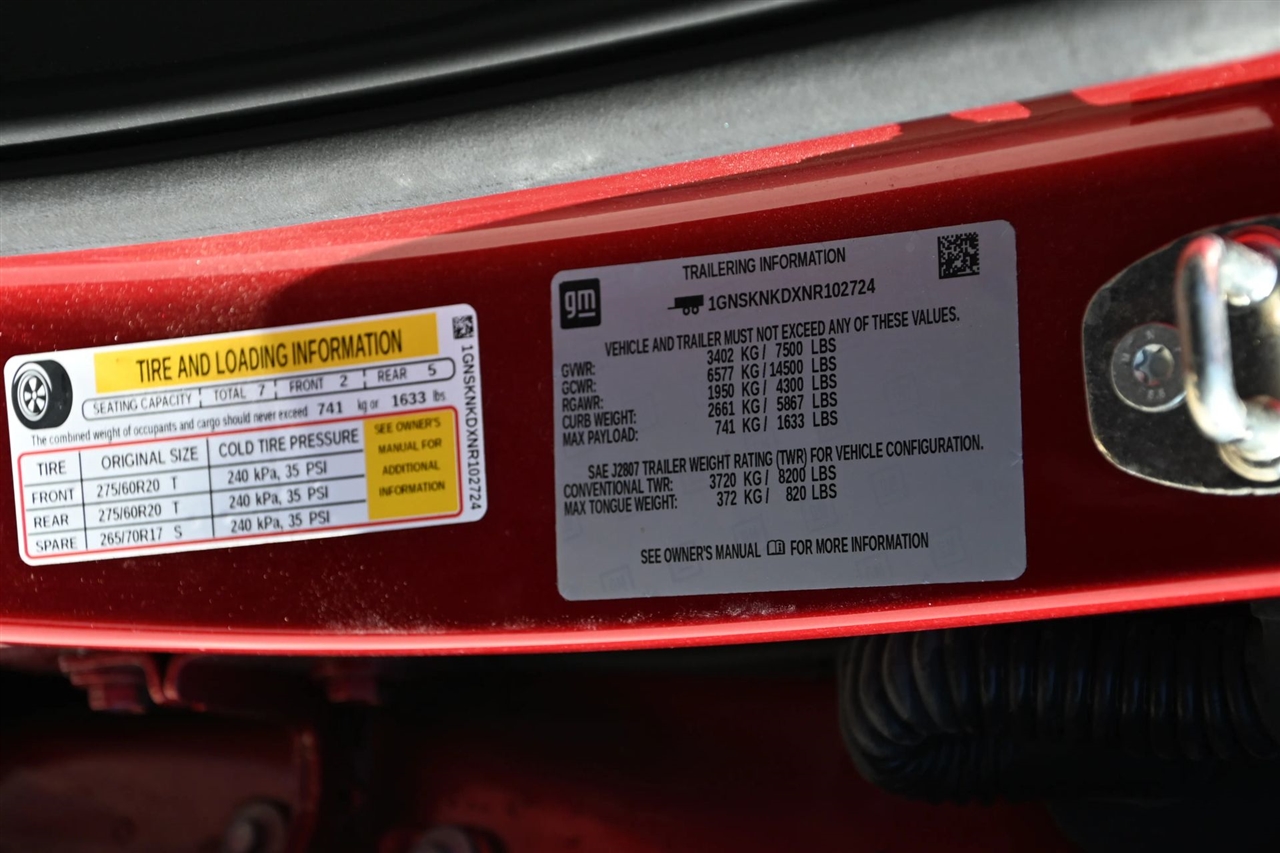 TIRE AND LOADING INFORMATION
SEATING CAPACITY TOTAL 7 FRONT 2 REAR 5
The combined weight of occupants and cargo should never exceed 741 kg or 1633 lbs
TIRE ORIGINAL SIZE COLD TIRE PRESSURE
FRONT 275/60R20 T 240 kPa, 35 PSI
REAR 275/60R20 T 240 kPa, 35 PSI
SPARE 265/70R17 S 240 kPa, 35 PSI
SEE OWNER'S
MANUAL FOR
ADDITIONAL
INFORMATION
1GNSKNKDXNR102724
gm
TRAILERING INFORMATION
1GNSKNKDXNR102724
VEHICLE AND TRAILER MUST NOT EXCEED ANY OF THESE VALUES.
GVWR: 3402 KG/ 7500 LBS
GCWR: 6577 KG/ 14500 LBS
RGAWR: 1950 KG/ 4300 LBS
CURB WEIGHT: 2661 KG/ 5867 LBS
MAX PAYLOAD: 741 KG/ 1633 LBS
SAE J2807 TRAILER WEIGHT RATING (TWR) FOR VEHICLE CONFIGURATION.
CONVENTIONAL TWR: 3720 KG/ 8200 LBS
MAX TONGUE WEIGHT: 372 KG/ 820 LBS
SEE OWNER'S MANUAL FOR MORE INFORMATION